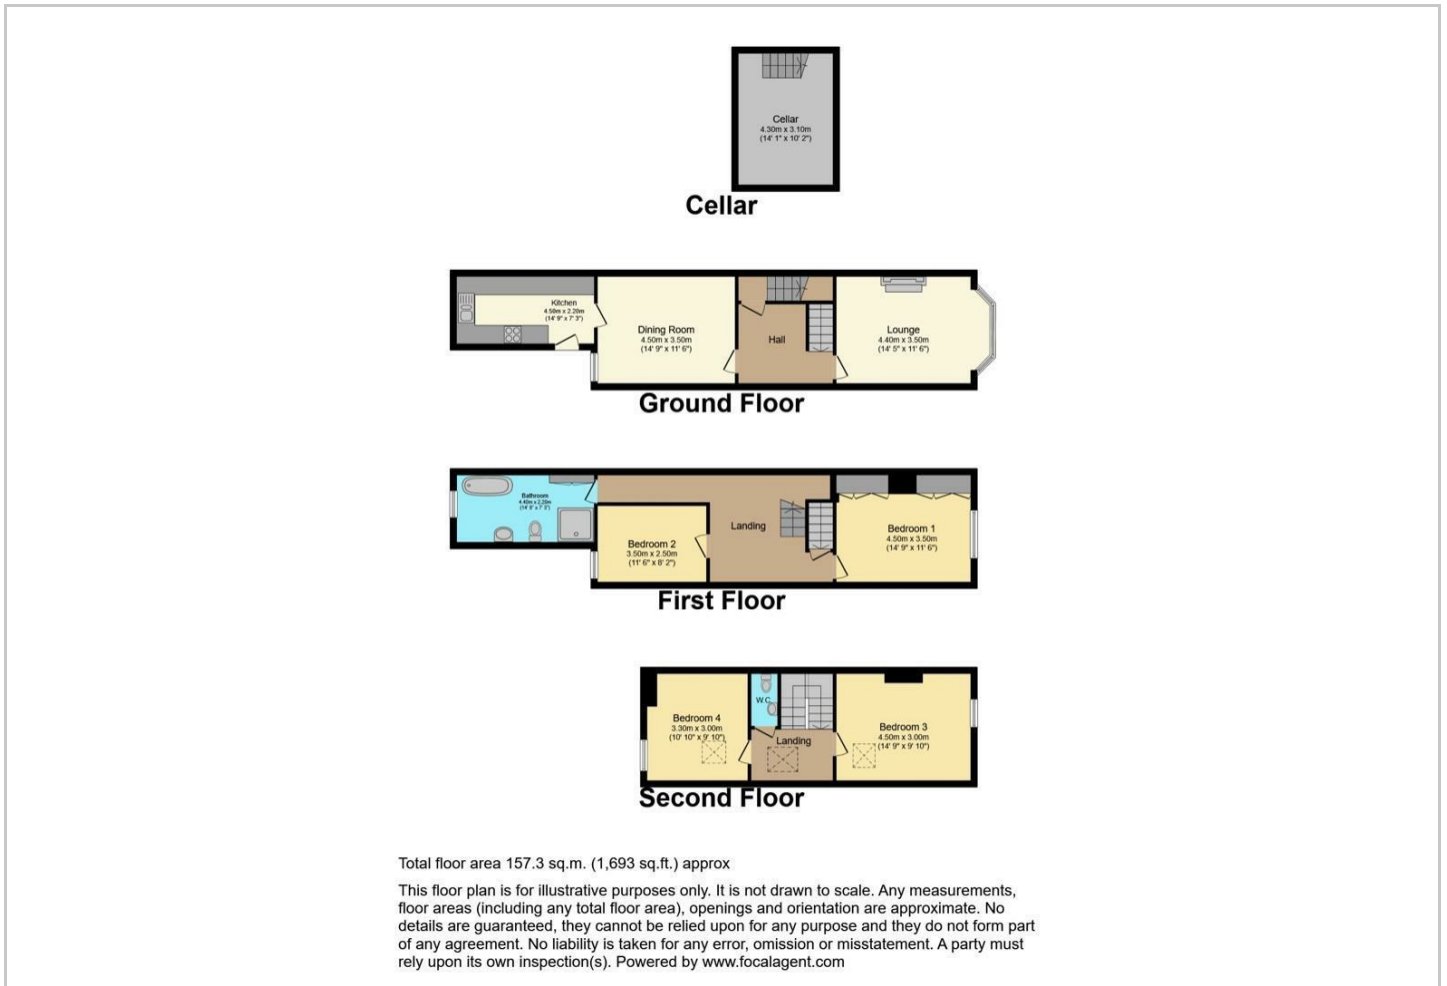 Cellar
4.30m x 3.10m
(14' 1" x 10' 2")
Cellar
Kitchen
4.50m x 2.20m
(14' 9" x 7' 3")
Dining Room
4.50m x 3.50m
(14' 9" x 11' 6")
Hall
Lounge
4.40m x 3.50m
(14' 5" x 11' 6")
Ground Floor
Bathroom
4.40m x 2.20m
(14' 5" x 7' 3")
Bedroom 2
3.50m x 2.50m
(11' 6" x 8' 2")
Landing
Bedroom 1
4.50m x 3.50m
(14' 9" x 11' 6")
First Floor
Bedroom 4
3.30m x 3.00m
(10' 10" x 9' 10")
W.C.
Landing
Bedroom 3
4.50m x 3.00m
(14' 9" x 9' 10")
Second Floor
Total floor area 157.3 sq.m. (1,693 sq.ft.) approx
This floor plan is for illustrative purposes only. It is not drawn to scale. Any measurements,
floor areas (including any total floor area), openings and orientation are approximate. No
details are guaranteed, they cannot be relied upon for any purpose and they do not form part
of any agreement. No liability is taken for any error, omission or misstatement. A party must
rely upon its own inspection(s). Powered by www.focalagent.com